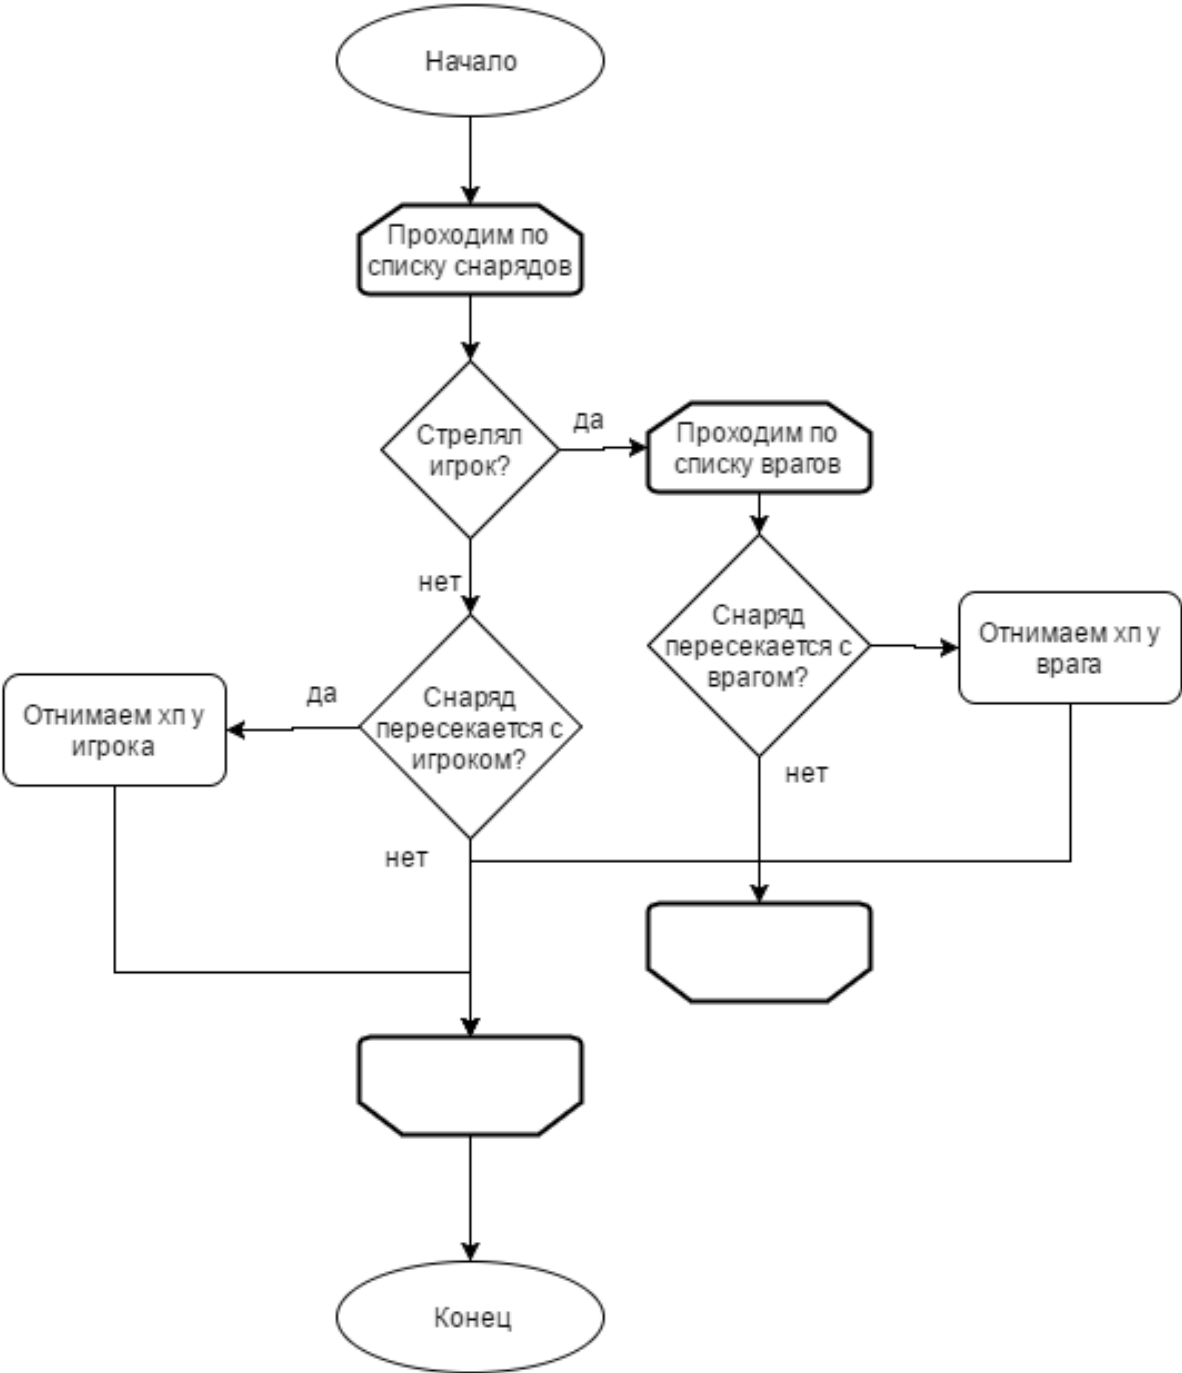 Начало
Проходим по
списку снарядов
Стрелял
игрок?
да
Проходим по
списку врагов
нет
Снаряд
пересекается с
врагом?
Отнимаем хп у
врага
нет
Снаряд
пересекается с
игроком?
да
Отнимаем хп у
игрока
нет
Конец